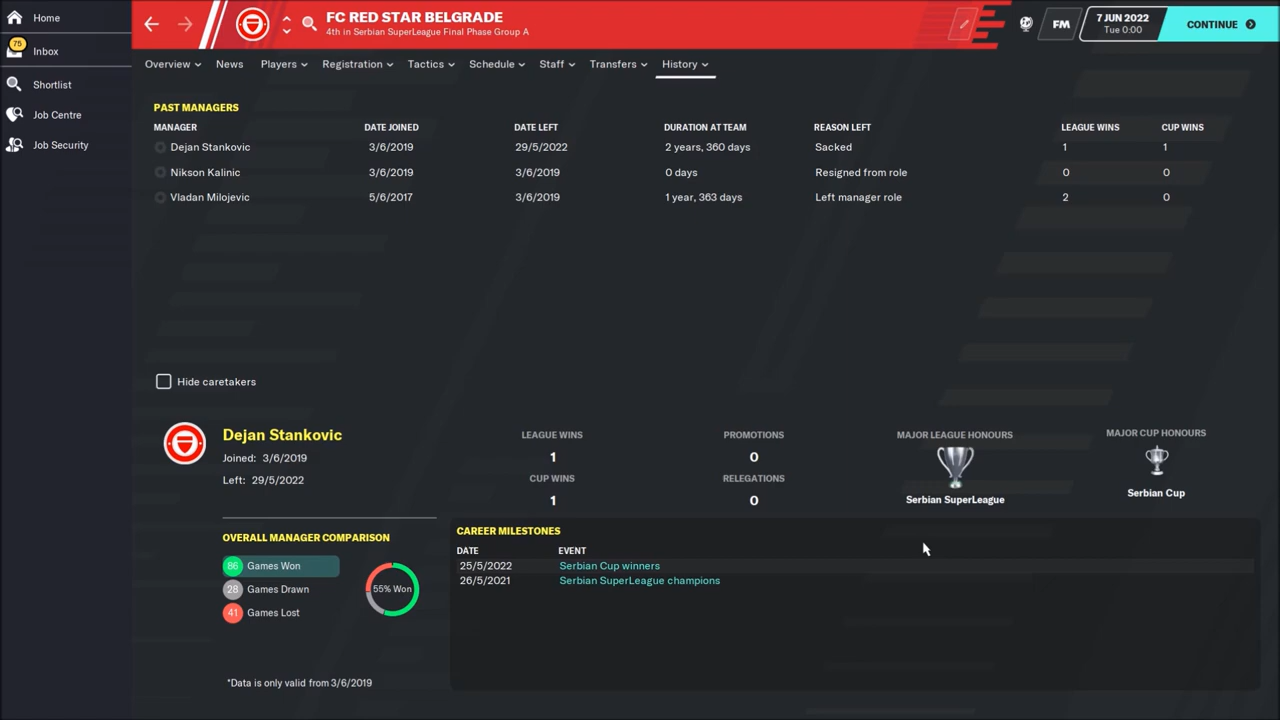 Home
FC RED STAR BELGRADE
4th in Serbian SuperLeague Final Phase Group A
FM
7 JUN 2022
Tue 0:00
CONTINUE
75
Inbox
Shortlist
Job Centre
Job Security
Overview News Players Registration Tactics Schedule Staff Transfers History
PAST MANAGERS
MANAGER DATE JOINED DATE LEFT DURATION AT TEAM REASON LEFT LEAGUE WINS CUP WINS
Dejan Stankovic 3/6/2019 29/5/2022 2 years, 360 days Sacked 1 1
Nikson Kalinic 3/6/2019 3/6/2019 0 days Resigned from role 0 0
Vladan Milojevic 5/6/2017 3/6/2019 1 year, 363 days Left manager role 2 0
Hide caretakers
Dejan Stankovic
Joined: 3/6/2019
Left: 29/5/2022
LEAGUE WINS
1
CUP WINS
1
PROMOTIONS
0
RELEGATIONS
0
MAJOR LEAGUE HONOURS
Serbian SuperLeague
MAJOR CUP HONOURS
Serbian Cup
OVERALL MANAGER COMPARISON
86 Games Won
28 Games Drawn
41 Games Lost
55% Won
*Data is only valid from 3/6/2019
CAREER MILESTONES
DATE EVENT
25/5/2022 Serbian Cup winners
26/5/2021 Serbian SuperLeague champions